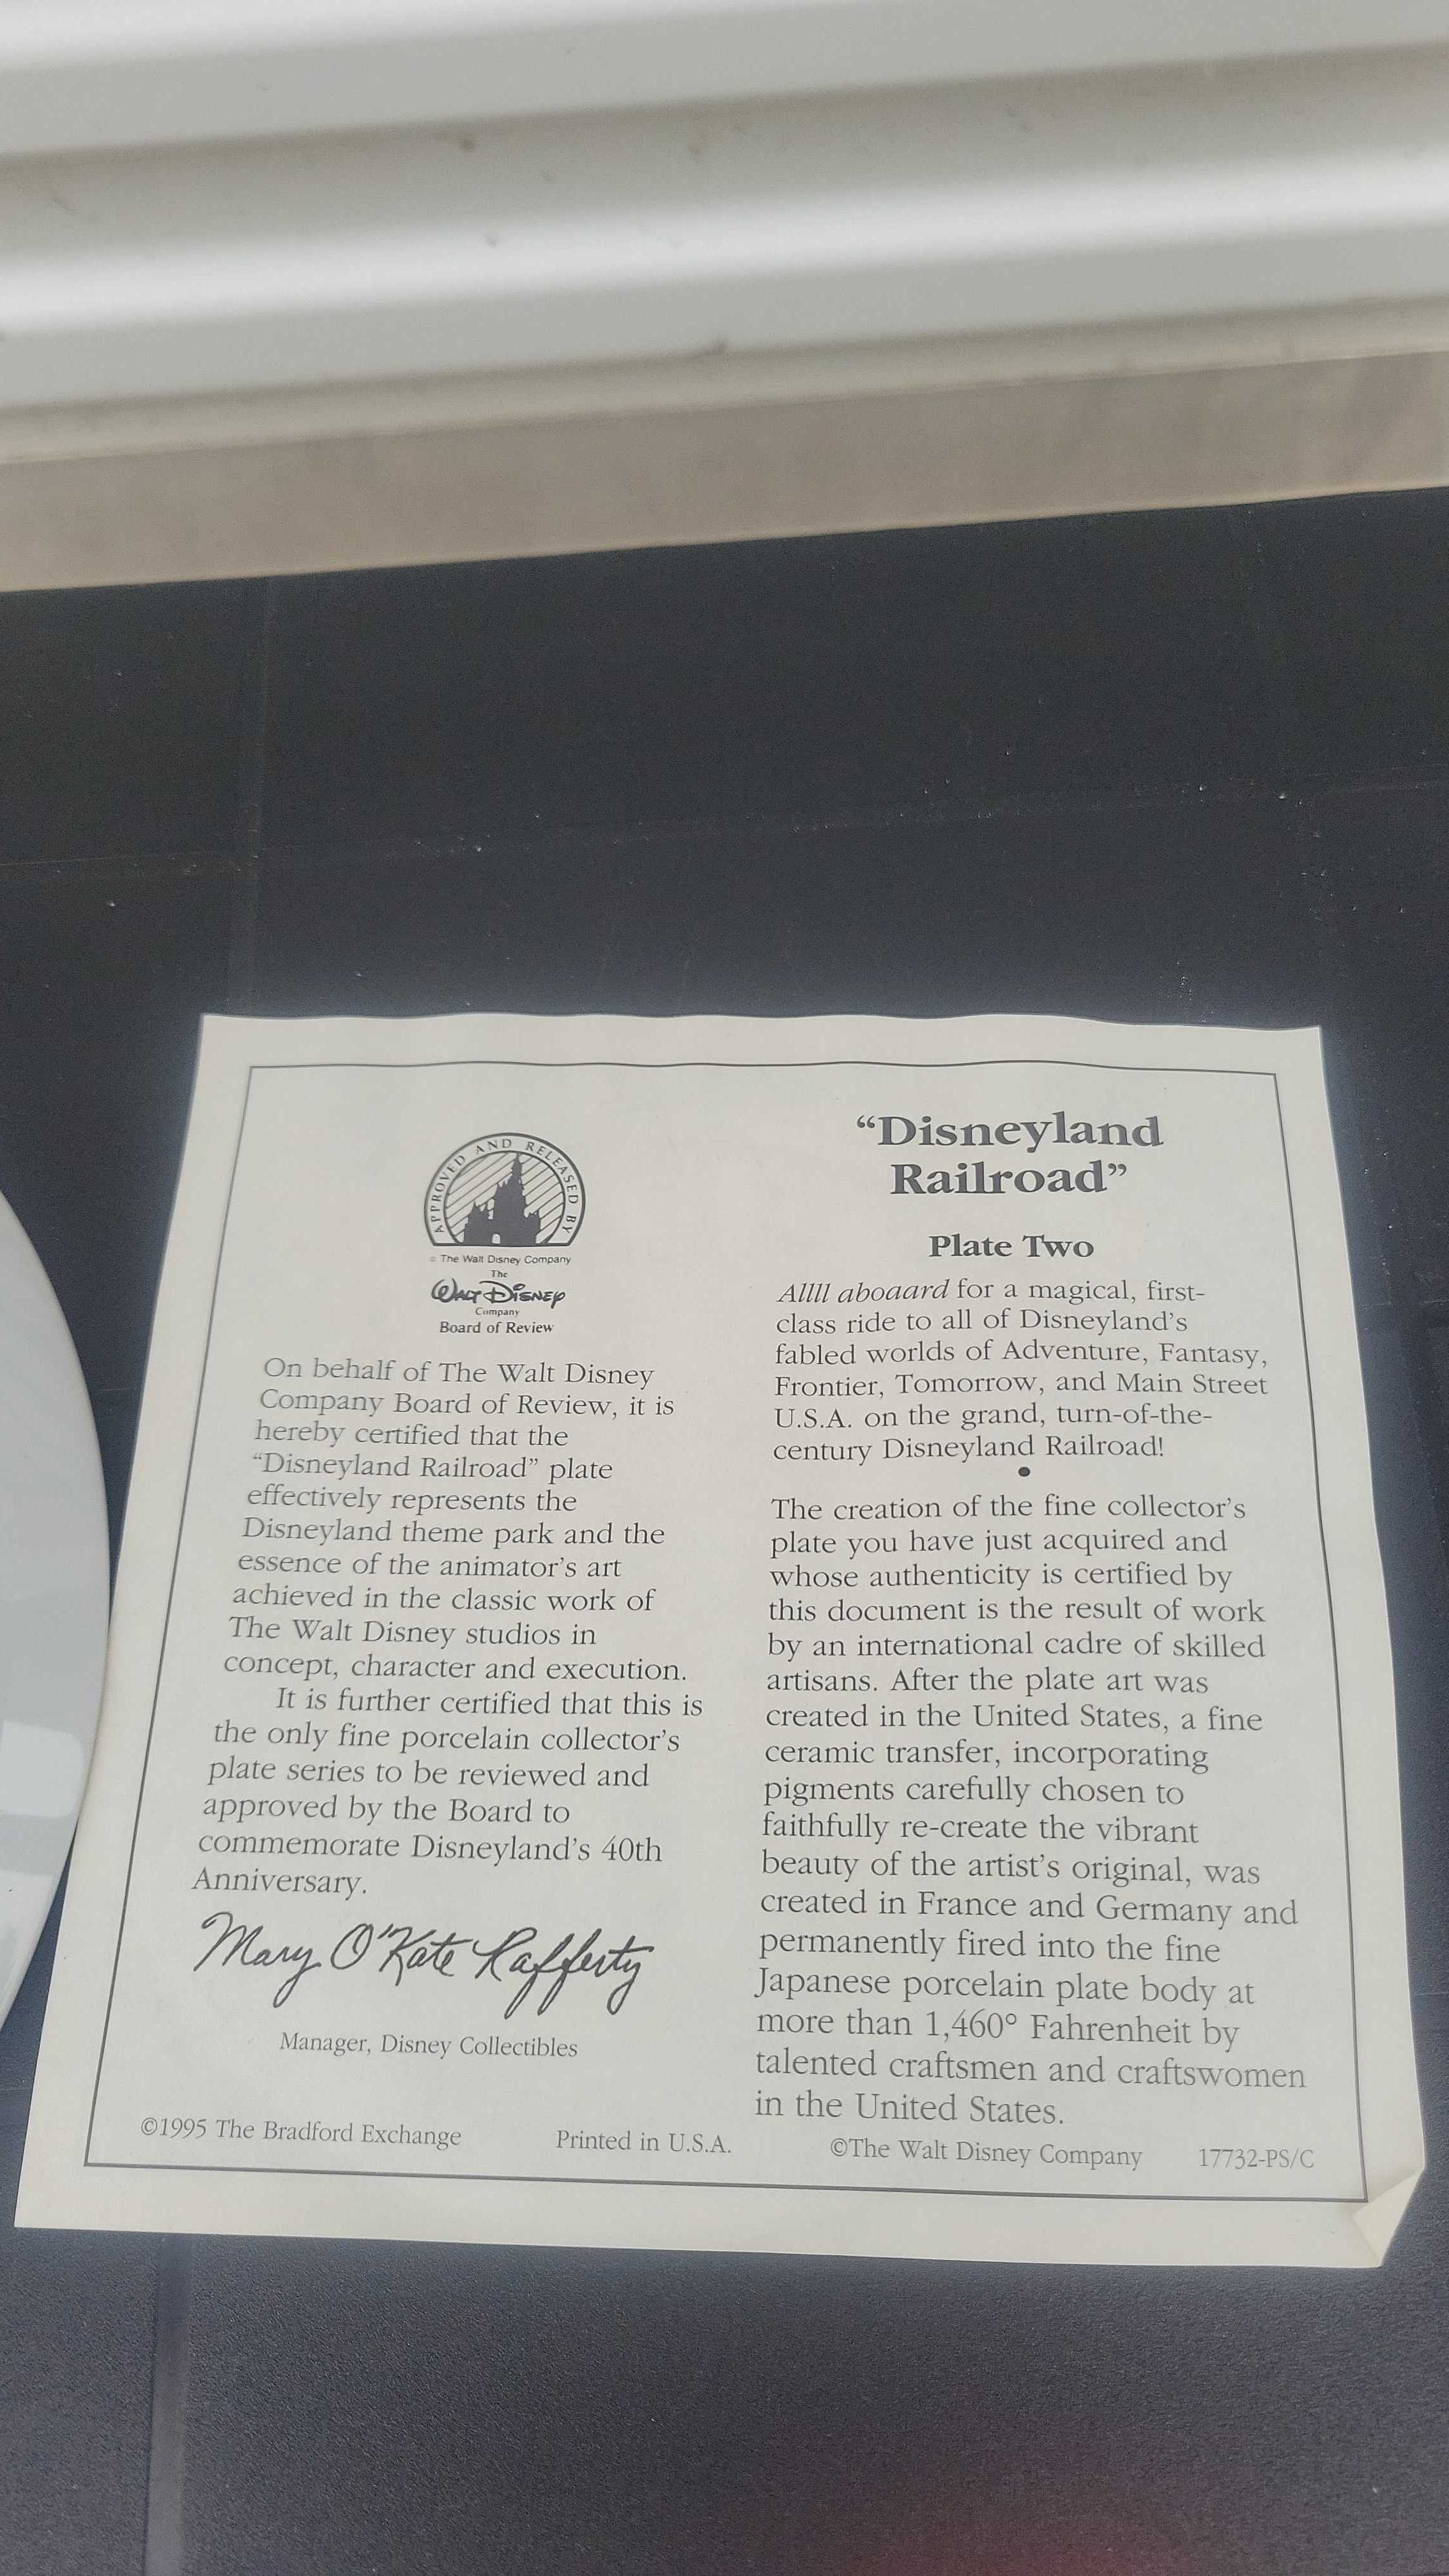 APPROVED AND RELEASED BY
© The Walt Disney Company
The
WALT DISNEY
Company
Board of Review
On behalf of The Walt Disney
Company Board of Review, it is
hereby certified that the
“Disneyland Railroad” plate
effectively represents the
Disneyland theme park and the
essence of the animator's art
achieved in the classic work of
The Walt Disney studios in
concept, character and execution.
It is further certified that this is
the only fine porcelain collector's
plate series to be reviewed and
approved by the Board to
commemorate Disneyland's 40th
Anniversary.
Mary O'Kate Rafferty
Manager, Disney Collectibles
“Disneyland
Railroad”
Plate Two
Allll aboaard for a magical, first-
class ride to all of Disneyland's
fabled worlds of Adventure, Fantasy,
Frontier, Tomorrow, and Main Street
U.S.A. on the grand, turn-of-the-
century Disneyland Railroad!
•
The creation of the fine collector's
plate you have just acquired and
whose authenticity is certified by
this document is the result of work
by an international cadre of skilled
artisans. After the plate art was
created in the United States, a fine
ceramic transfer, incorporating
pigments carefully chosen to
faithfully re-create the vibrant
beauty of the artist's original, was
created in France and Germany and
permanently fired into the fine
Japanese porcelain plate body at
more than 1,460° Fahrenheit by
talented craftsmen and craftswomen
in the United States.
©1995 The Bradford Exchange Printed in U.S.A. ©The Walt Disney Company 17732-PS/C